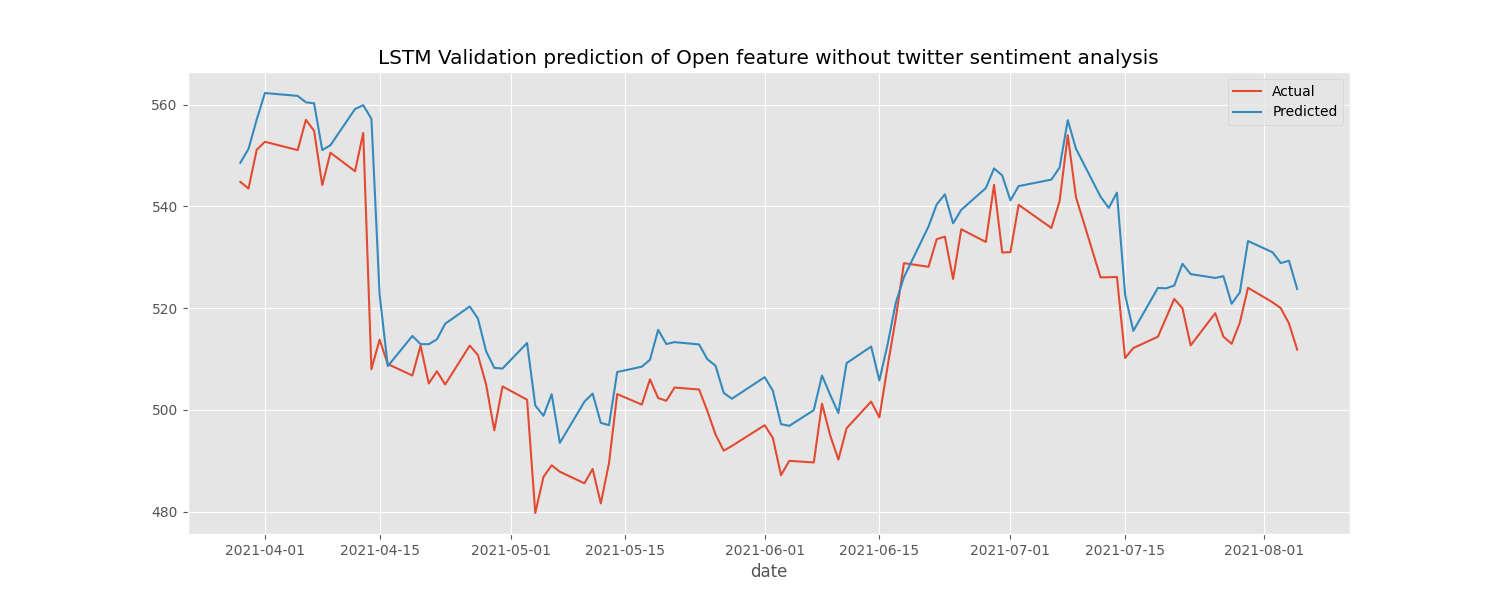 LSTM Validation prediction of Open feature without twitter sentiment analysis
Actual
Predicted
560
540
520
500
480
2021-04-01 2021-04-15 2021-05-01 2021-05-15 2021-06-01 2021-06-15 2021-07-01 2021-07-15 2021-08-01
date